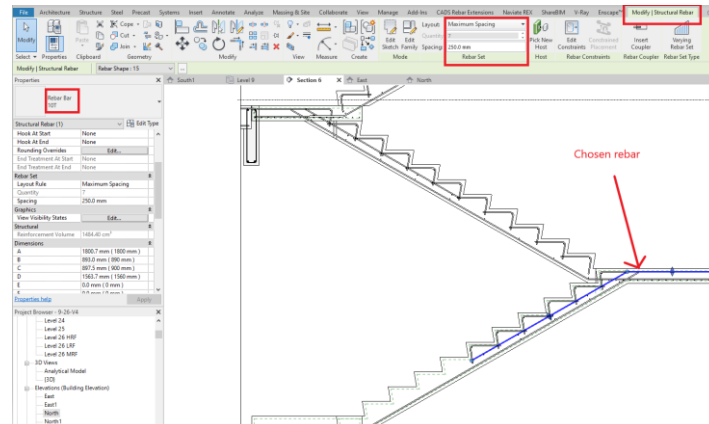 File Architecture Structure Steel Precast Systems Insert Annotate Analyze Massing & Site Collaborate View Manage Add-Ins CADS Rebar Extensions Naviate REX ShareBIM V-Ray Enscape™ Modify | Structural Rebar
Cope
Cut
Join
Modify
Properties
Paste
Layout: Maximum Spacing
Quantity: 7
Spacing: 250.0 mm
Edit Sketch
Edit Family
Pick New Host
Edit Constraints
Constrained Placement
Insert Coupler
Varying Rebar Set
Select Properties Clipboard Geometry Modify View Measure Create Mode Rebar Set Host Rebar Constraints Rebar Coupler Rebar Set Type
Modify | Structural Rebar Rebar Shape : 15
Properties
South1 Level 9 Section 6 East North
Rebar Bar
10T
Structural Rebar (1) Edit Type
Hook At Start None
Hook At End None
Rounding Overrides Edit...
End Treatment At Start None
End Treatment At End None
Rebar Set
Layout Rule Maximum Spacing
Quantity 7
Spacing 250.0 mm
Graphics
View Visibility States Edit...
Structural
Reinforcement Volume 1484.40 cm³
Dimensions
A 1800.7 mm ( 1800 mm )
B 893.0 mm ( 890 mm )
C 897.5 mm ( 900 mm )
D 1563.7 mm ( 1560 mm )
E 0.0 mm ( 0 mm )
Properties help Apply
Project Browser - 9-26-V4
Level 24
Level 25
Level 26 HRF
Level 26 LRF
Level 26 MRF
3D Views
Analytical Model
{3D}
Elevations (Building Elevation)
East
East1
North
North1
Chosen rebar